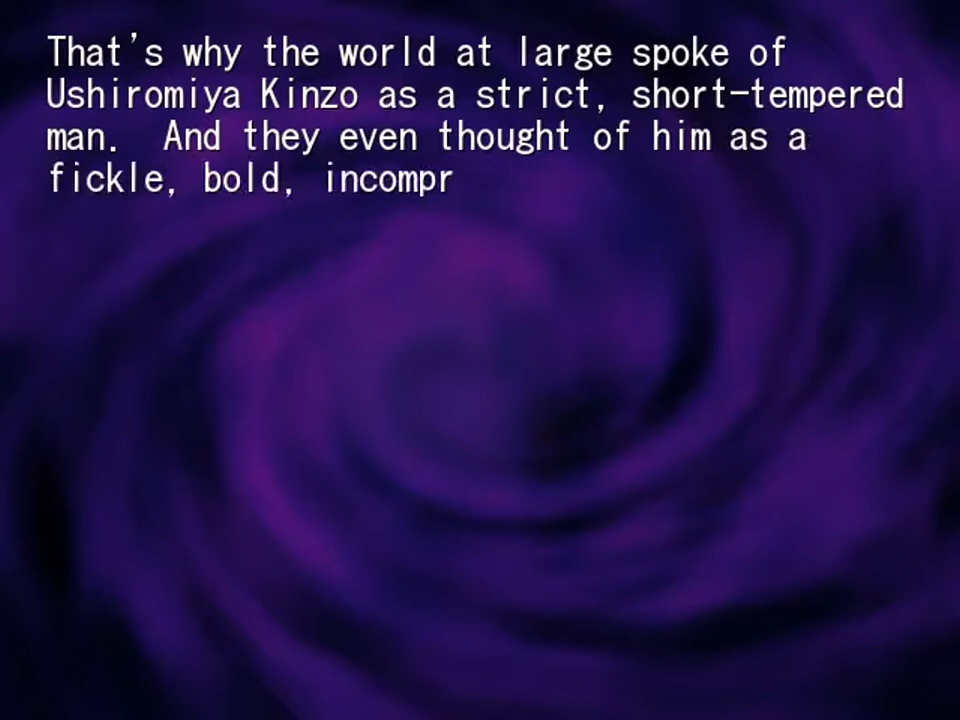 That's why the world at large spoke of
Ushiromiya Kinzo as a strict, short-tempered
man.  And they even thought of him as a
fickle, bold, incompr